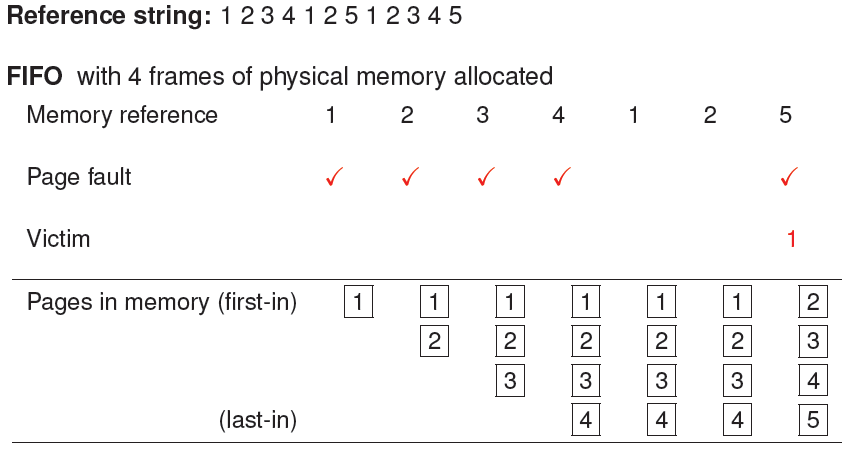 Reference string: 1 2 3 4 1 2 5 1 2 3 4 5
FIFO with 4 frames of physical memory allocated
Memory reference 1 2 3 4 1 2 5
Page fault ✓ ✓ ✓ ✓ ✓
Victim 1
Pages in memory (first-in) 1 1 1 1 1 1 2
2 2 2 2 2 3
3 3 3 3 4
(last-in) 4 4 4 5